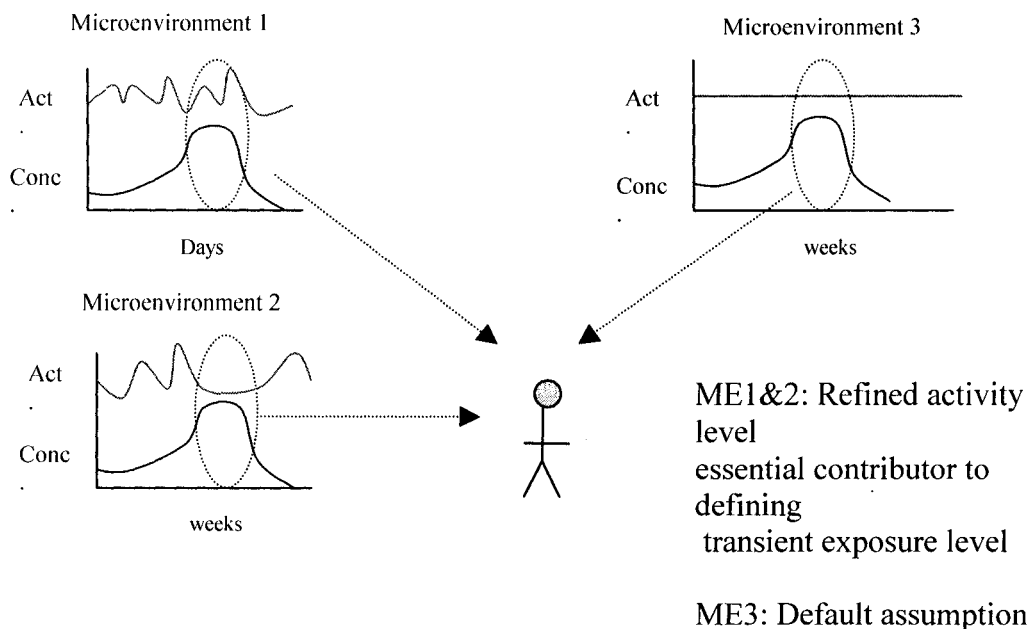 Microenvironment 1
Act
.
Conc
.
Days
Microenvironment 2
Act
.
Conc
.
weeks
Microenvironment 3
Act
.
Conc
.
weeks
ME1&2: Refined activity
level
essential contributor to
defining
transient exposure level
ME3: Default assumption